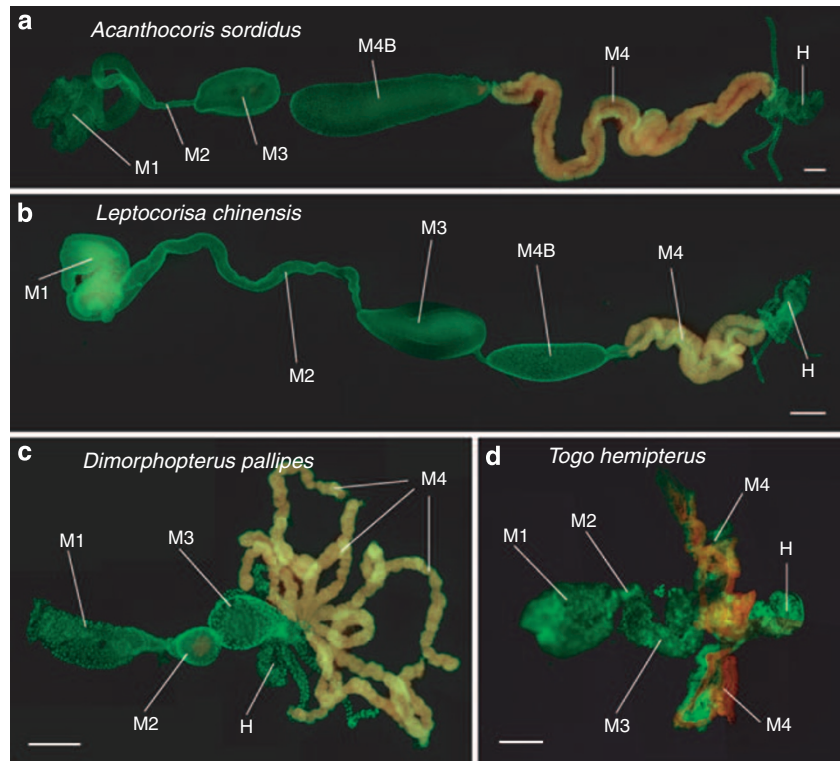 a
Acanthocoris sordidus
M4B
M4
H
M1
M2
M3
b
Leptocorisa chinensis
M3
M4B
M4
M1
M2
H
c
Dimorphopterus pallipes
M4
M3
M1
M2
H
d
Togo hemipterus
M4
M2
M1
H
M3
M4